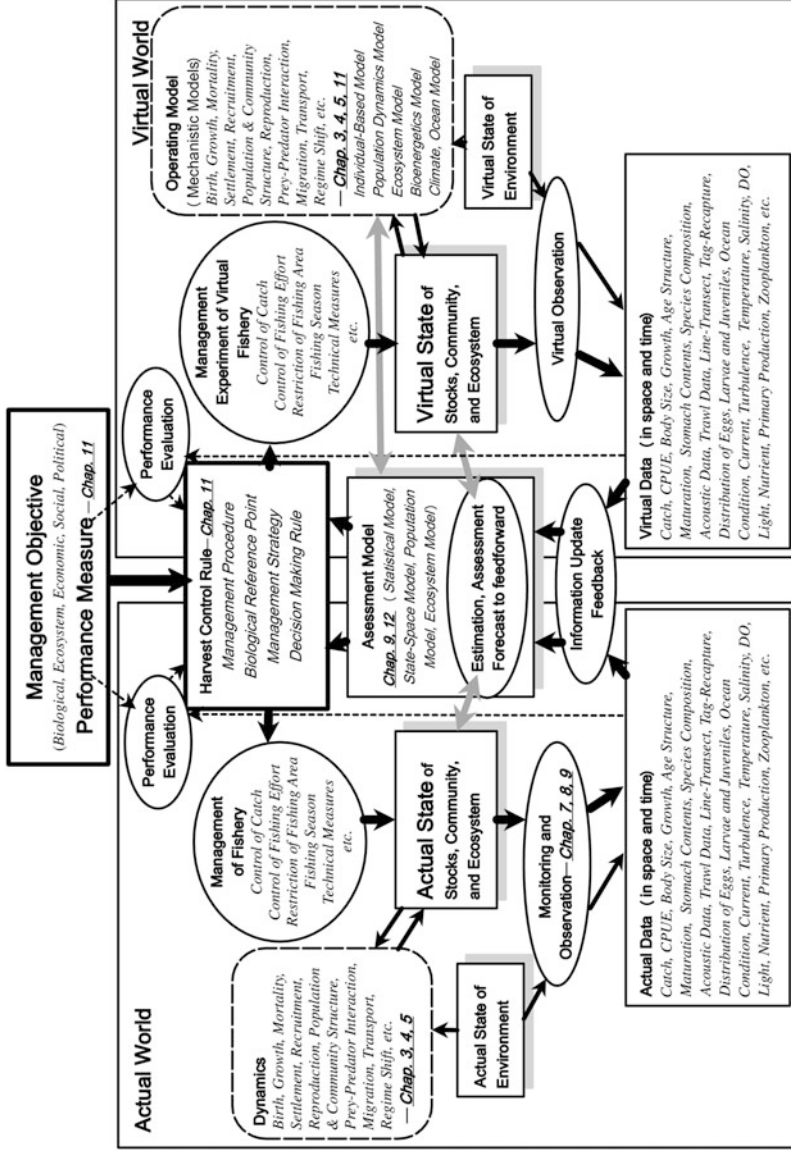 Management Objective
(Biological, Ecosystem, Economic, Social, Political)
Performance Measure — Chap. 11
Actual World
Virtual World
Performance
Evaluation
Performance
Evaluation
Harvest Control Rule — Chap. 11
Management Procedure
Biological Reference Point
Management Strategy
Decision Making Rule
Management
of Fishery
Control of Catch
Control of Fishing Effort
Restriction of Fishing Area
Fishing Season
Technical Measures
etc.
Management
Experiment of Virtual
Fishery
Control of Catch
Control of Fishing Effort
Restriction of Fishing Area
Fishing Season
Technical Measures
etc.
Dynamics
Birth, Growth, Mortality,
Settlement, Recruitment,
Reproduction, Population
& Community Structure,
Prey-Predator Interaction,
Migration, Transport,
Regime Shift, etc.
— Chap. 3, 4, 5
Operating Model
( Mechanistic Models)
Birth, Growth, Mortality,
Settlement, Recruitment,
Population & Community
Structure, Reproduction,
Prey-Predator Interaction,
Migration, Transport,
Regime Shift, etc.
— Chap. 3, 4, 5, 11
Individual-Based Model
Population Dynamics Model
Ecosystem Model
Bioenergetics Model
Climate, Ocean Model
Actual State of
Stocks, Community,
and Ecosystem
Asessment Model
Chap. 9, 12 ( Statistical Model,
State-Space Model, Population
Model, Ecosystem Model)
Estimation, Assessment
Forecast to feedforward
Virtual State of
Stocks, Community,
and Ecosystem
Actual State of
Environment
Virtual State of
Environment
Monitoring and
Observation— Chap. 7, 8, 9
Information Update
Feedback
Virtual Observation
Actual Data ( in space and time)
Catch, CPUE, Body Size, Growth, Age Structure,
Maturation, Stomach Contents, Species Composition,
Acoustic Data, Trawl Data, Line-Transect, Tag-Recapture,
Distribution of Eggs, Larvae and Juveniles, Ocean
Condition, Current, Turbulence, Temperature, Salinity, DO,
Light, Nutrient, Primary Production, Zooplankton, etc.
Virtual Data ( in space and time)
Catch, CPUE, Body Size, Growth, Age Structure,
Maturation, Stomach Contents, Species Composition,
Acoustic Data, Trawl Data, Line-Transect, Tag-Recapture,
Distribution of Eggs, Larvae and Juveniles, Ocean
Condition, Current, Turbulence, Temperature, Salinity, DO,
Light, Nutrient, Primary Production, Zooplankton, etc.